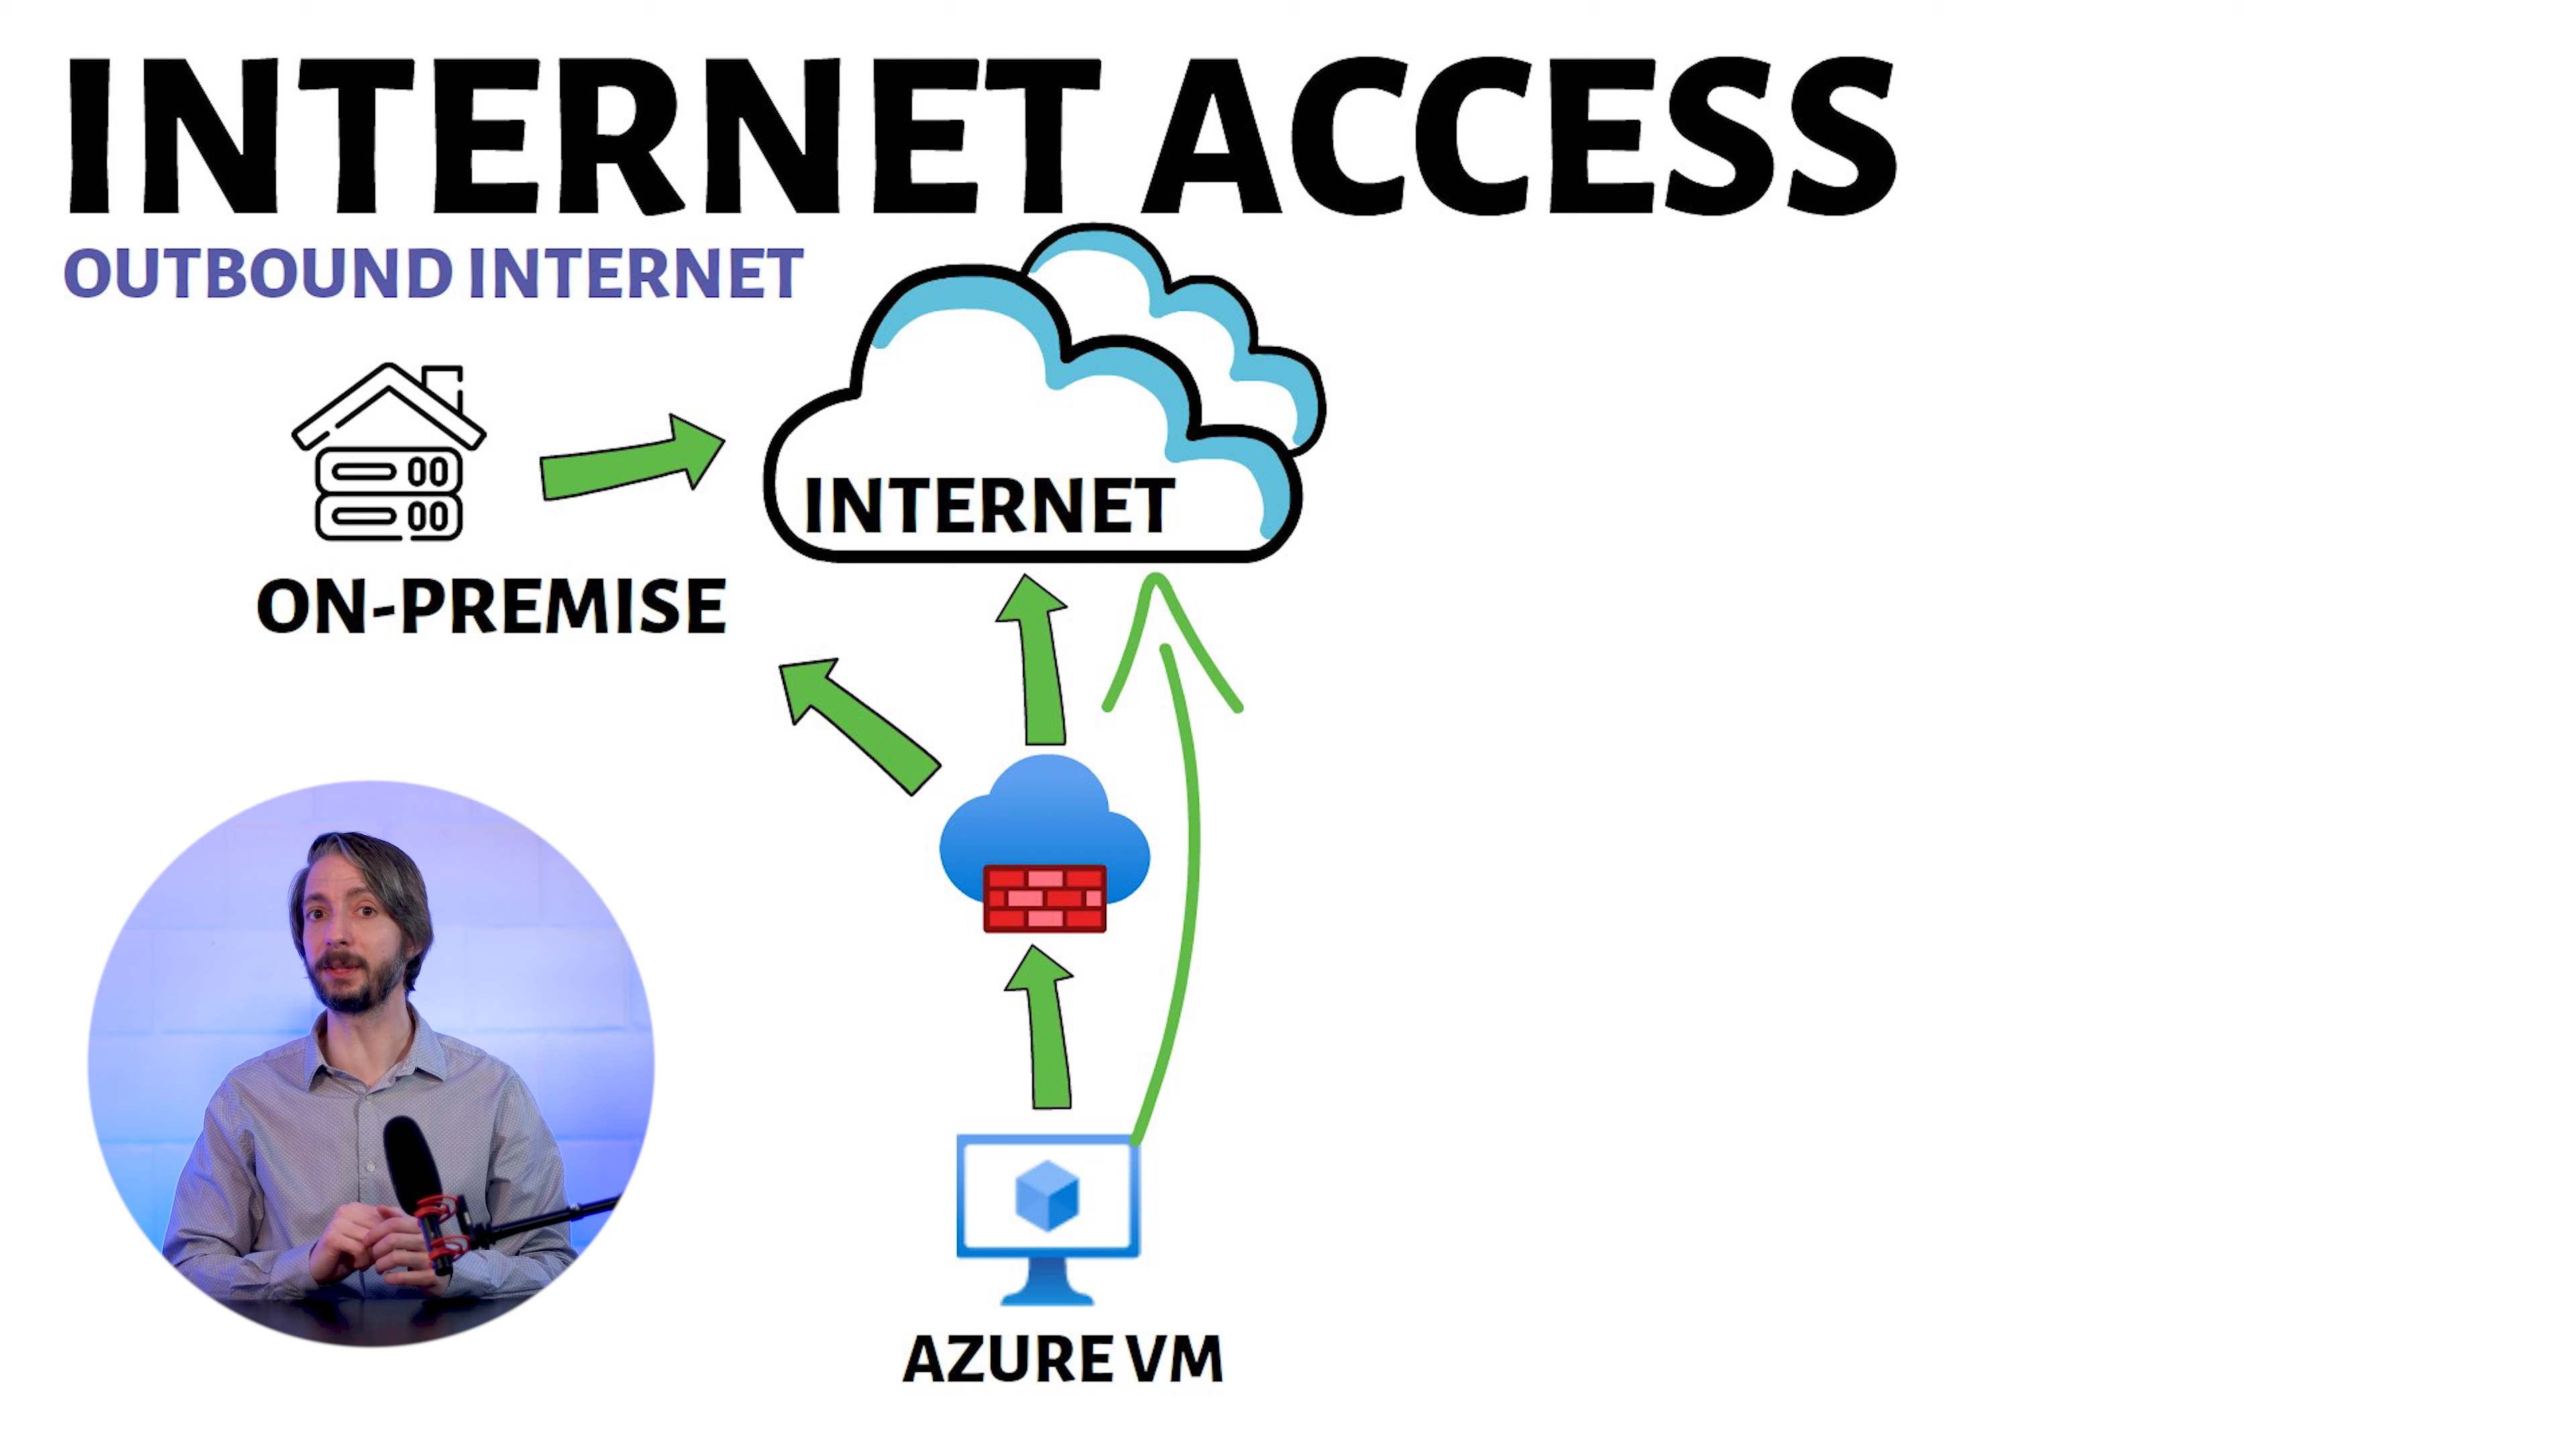 INTERNET ACCESS
OUTBOUND INTERNET
INTERNET
ON-PREMISE
AZURE VM